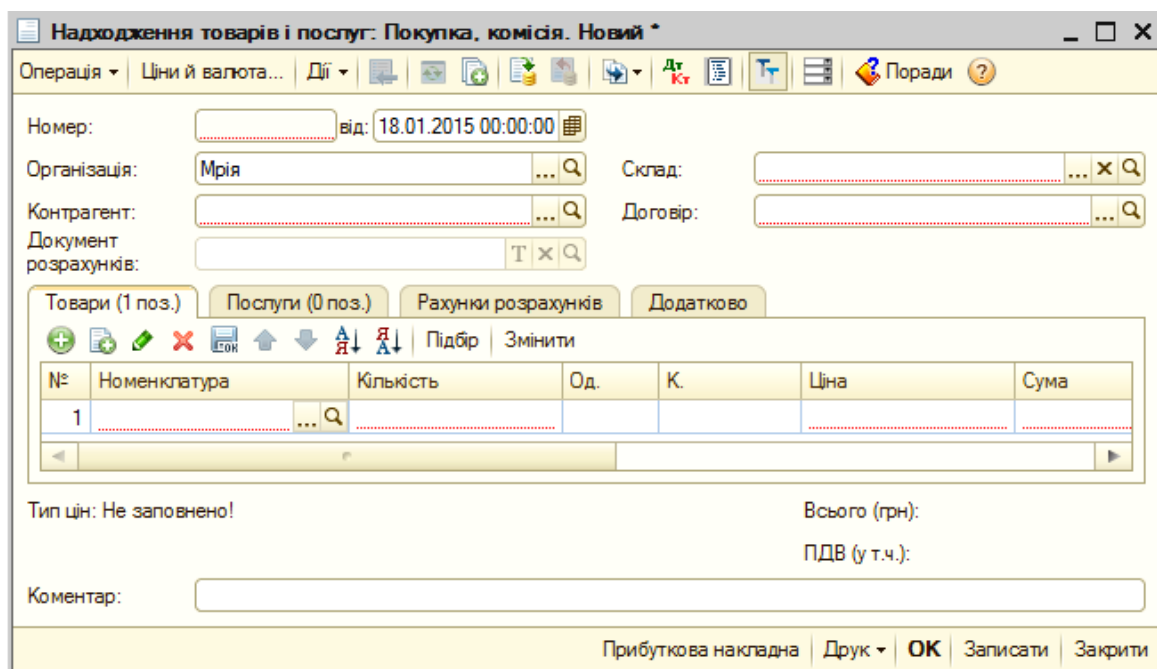 Надходження товарів і послуг: Покупка, комісія. Новий *
Операція Ціни й валюта... Дії Дт Кт Поради
Номер: від: 18.01.2015 00:00:00
Організація: Мрія ... Склад: ...
Контрагент: ... Договір: ...
Документ
розрахунків: T
Товари (1 поз.) Послуги (0 поз.) Рахунки розрахунків Додатково
Підбір Змінити
№ Номенклатура Кількість Од. К. Ціна Сума
1 ...
Тип цін: Не заповнено! Всього (грн):
ПДВ (у т.ч.):
Коментар:
Прибуткова накладна Друк OK Записати Закрити